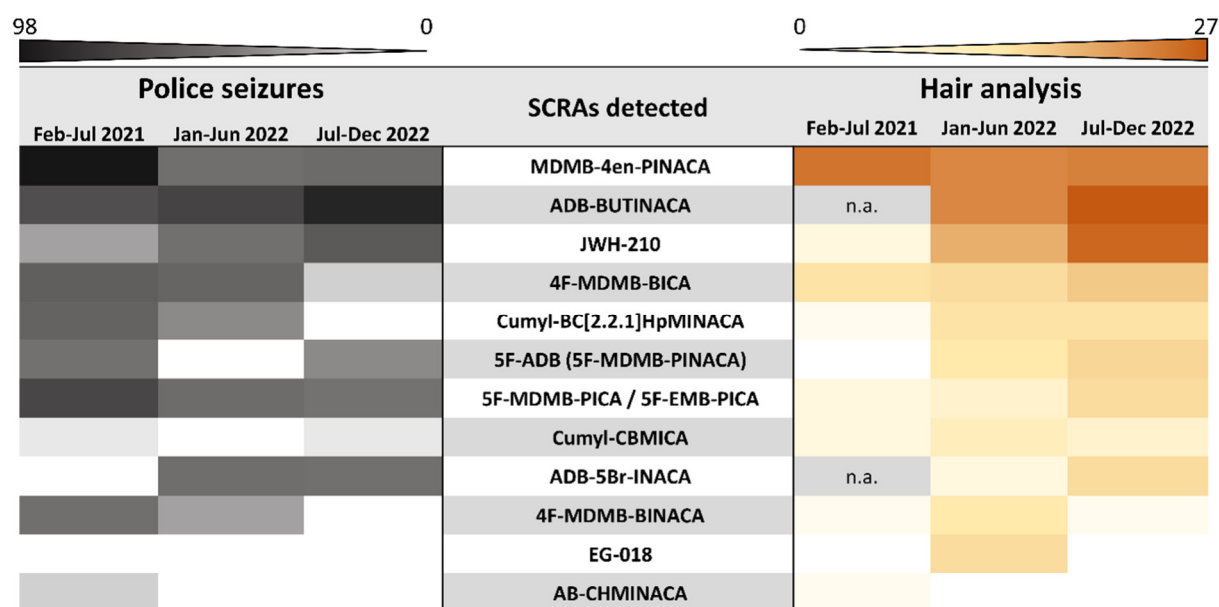 98 0 0 27
Police seizures SCRAs detected Hair analysis
Feb-Jul 2021 Jan-Jun 2022 Jul-Dec 2022 Feb-Jul 2021 Jan-Jun 2022 Jul-Dec 2022
MDMB-4en-PINACA
ADB-BUTINACA n.a.
JWH-210
4F-MDMB-BICA
Cumyl-BC[2.2.1]HpMINACA
5F-ADB (5F-MDMB-PINACA)
5F-MDMB-PICA / 5F-EMB-PICA
Cumyl-CBMICA
ADB-5Br-INACA n.a.
4F-MDMB-BINACA
EG-018
AB-CHMINACA